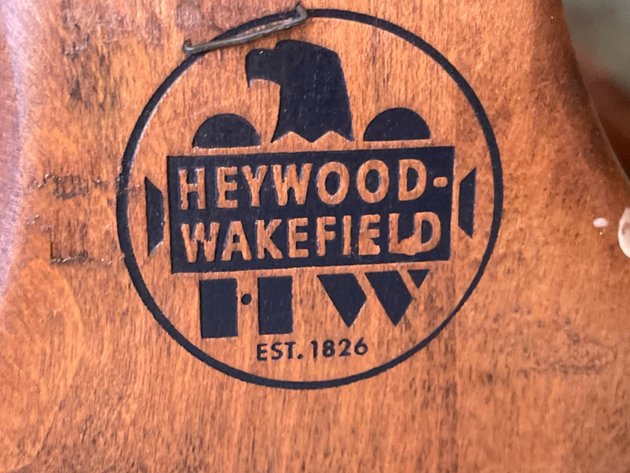 HEYWOOD-
WAKEFIELD
HW
EST. 1826